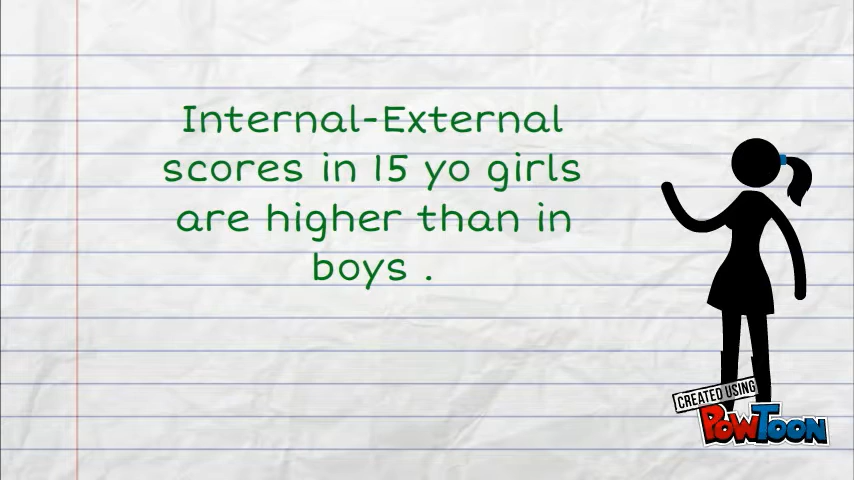 Internal-External
scores in 15 yo girls
are higher than in
boys .
CREATED USING
POWTOON